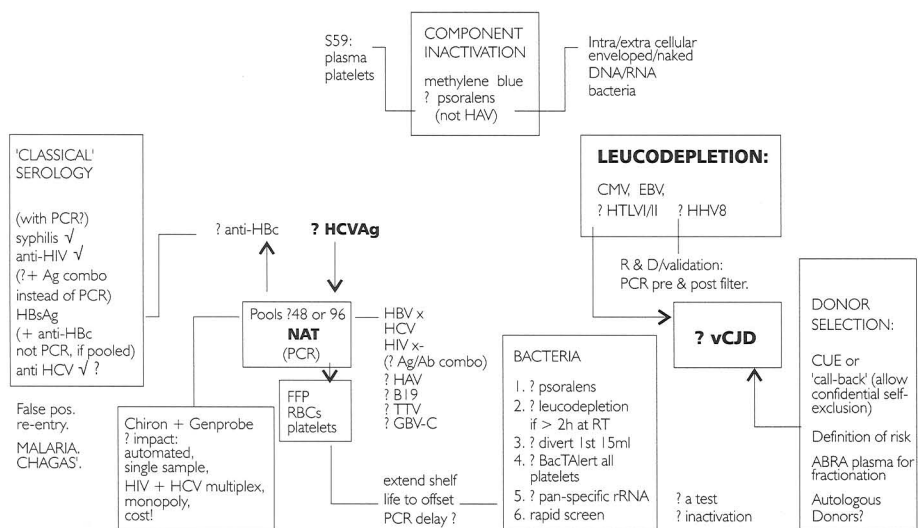 COMPONENT
INACTIVATION
methylene blue
? psoralens
(not HAV)
S59:
plasma
platelets
Intra/extra cellular
enveloped/naked
DNA/RNA
bacteria
'CLASSICAL'
SEROLOGY
(with PCR?)
syphilis √
anti-HIV √
(?+ Ag combo
instead of PCR)
HBsAg
(+ anti-HBc
not PCR, if pooled)
anti HCV √ ?
False pos.
re-entry.
MALARIA.
CHAGAS'.
? anti-HBc
? HCVAg
Pools ?48 or 96
NAT
(PCR)
HBV x
HCV
HIV x-
(? Ag/Ab combo)
? HAV
? B19
? TTV
? GBV-C
FFP
RBCs
platelets
Chiron + Genprobe
? impact:
automated,
single sample,
HIV + HCV multiplex,
monopoly,
cost!
extend shelf
life to offset
PCR delay ?
LEUCODEPLETION:
CMV, EBV,
? HTLVI/II ? HHV8
R & D/validation:
PCR pre & post filter.
? vCJD
BACTERIA
1. ? psoralens
2. ? leucodepletion
if > 2h at RT
3. ? divert 1st 15ml
4. ? BacTAlert all
platelets
5. ? pan-specific rRNA
6. rapid screen
? a test
? inactivation
DONOR
SELECTION:
CUE or
'call-back' (allow
confidential self-
exclusion)
Definition of risk
ABRA plasma for
fractionation
Autologous
Donors?